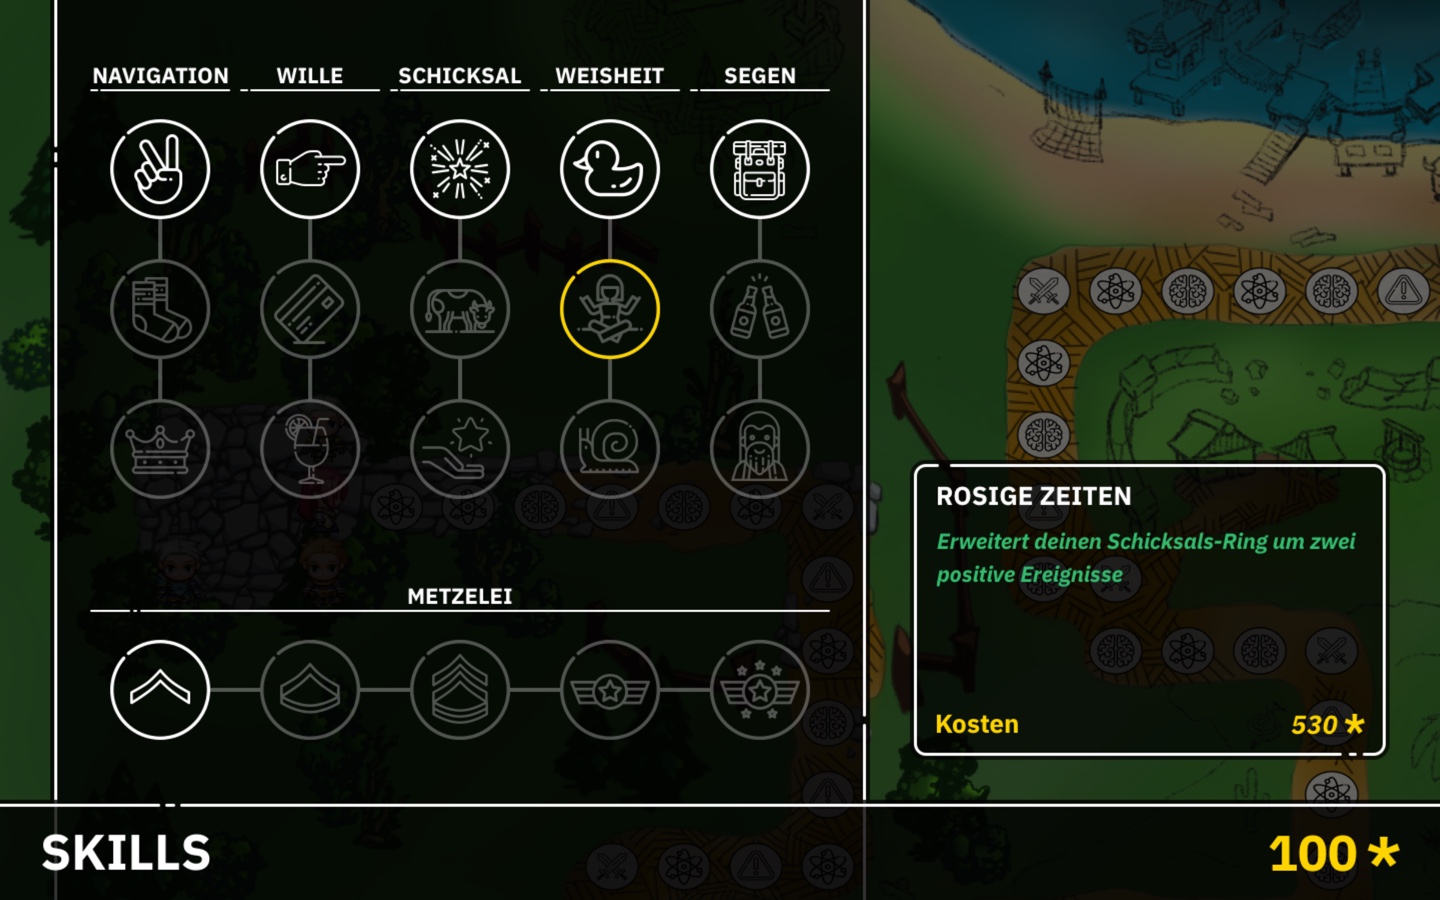 NAVIGATION WILLE SCHICKSAL WEISHEIT SEGEN
METZELEI
ROSIGE ZEITEN
Erweitert deinen Schicksals-Ring um zwei
positive Ereignisse
Kosten 530 *
SKILLS 100 *